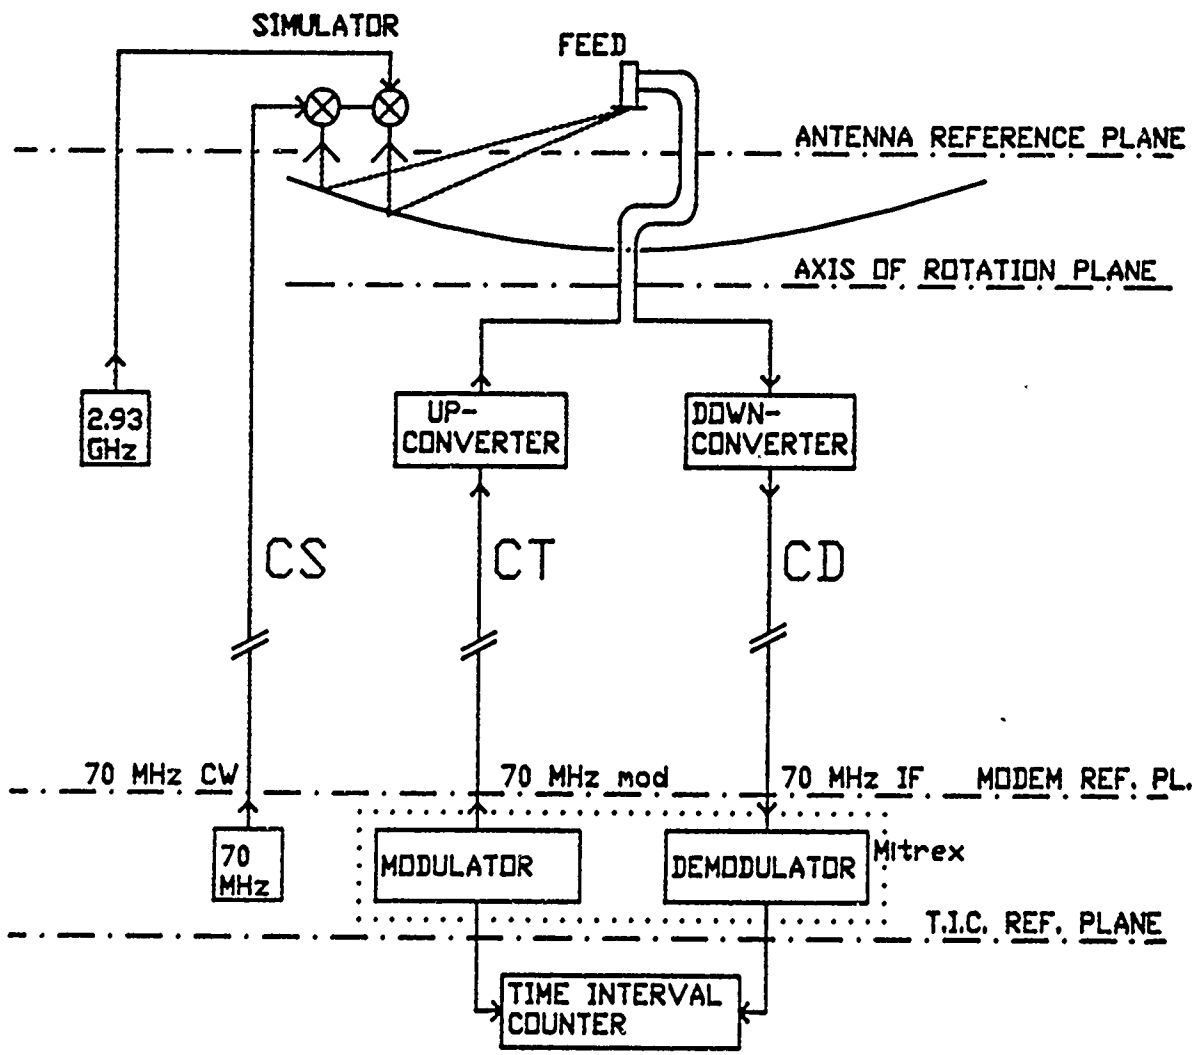 SIMULATOR
FEED
ANTENNA REFERENCE PLANE
AXIS OF ROTATION PLANE
2.93
GHz
UP-
CONVERTER
DOWN-
CONVERTER
CS
CT
CD
70 MHz CW
70 MHz mod
70 MHz IF
MODEM REF. PL.
70
MHz
MODULATOR
DEMODULATOR
Mitrex
T.I.C. REF. PLANE
TIME INTERVAL
COUNTER